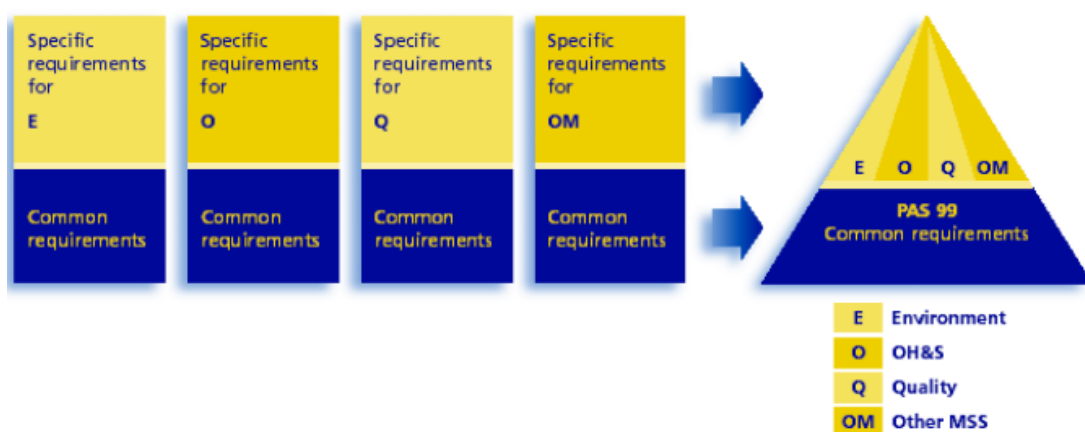 Specific
requirements
for
E
Common
requirements
Specific
requirements
for
O
Common
requirements
Specific
requirements
for
Q
Common
requirements
Specific
requirements
for
OM
Common
requirements
E O Q OM
PAS 99
Common requirements
E Environment
O OH&S
Q Quality
OM Other MSS